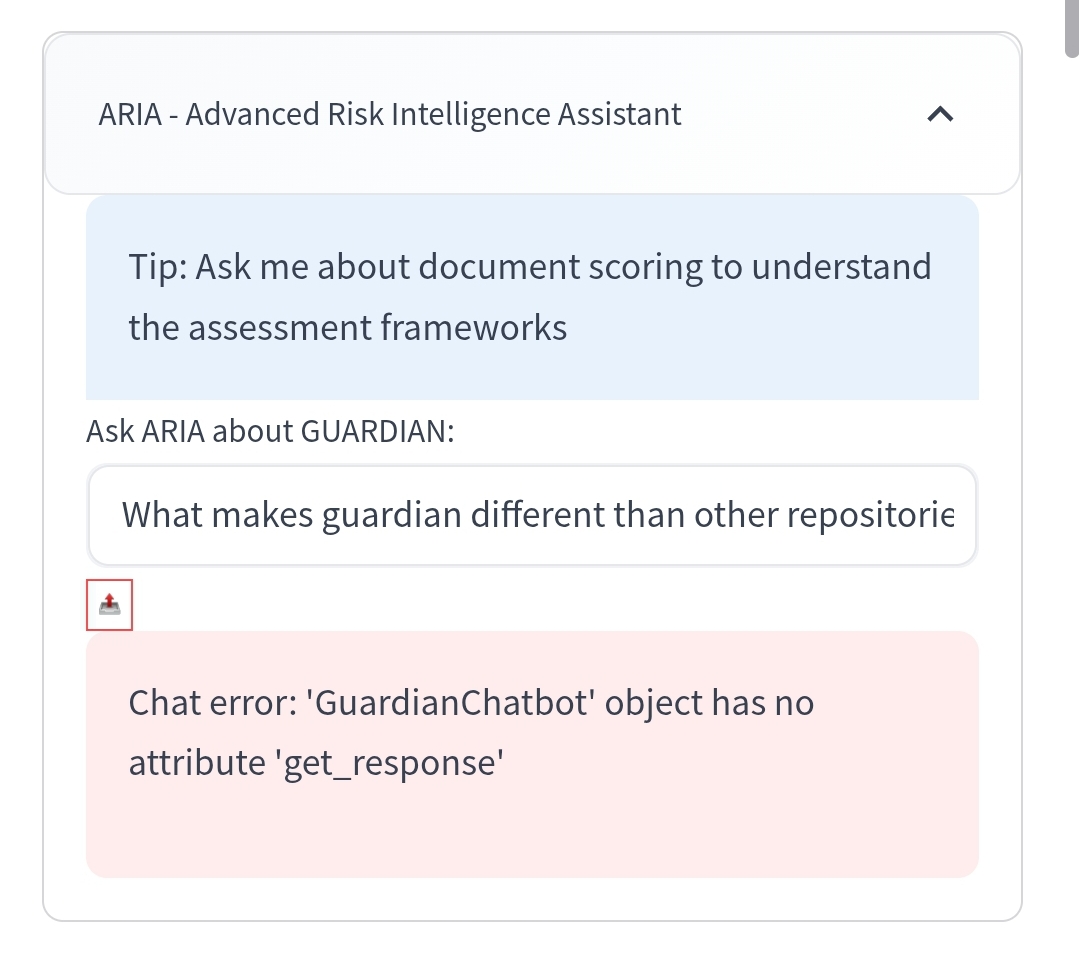 ARIA - Advanced Risk Intelligence Assistant
Tip: Ask me about document scoring to understand
the assessment frameworks
Ask ARIA about GUARDIAN:
What makes guardian different than other repositorie
Chat error: 'GuardianChatbot' object has no
attribute 'get_response'